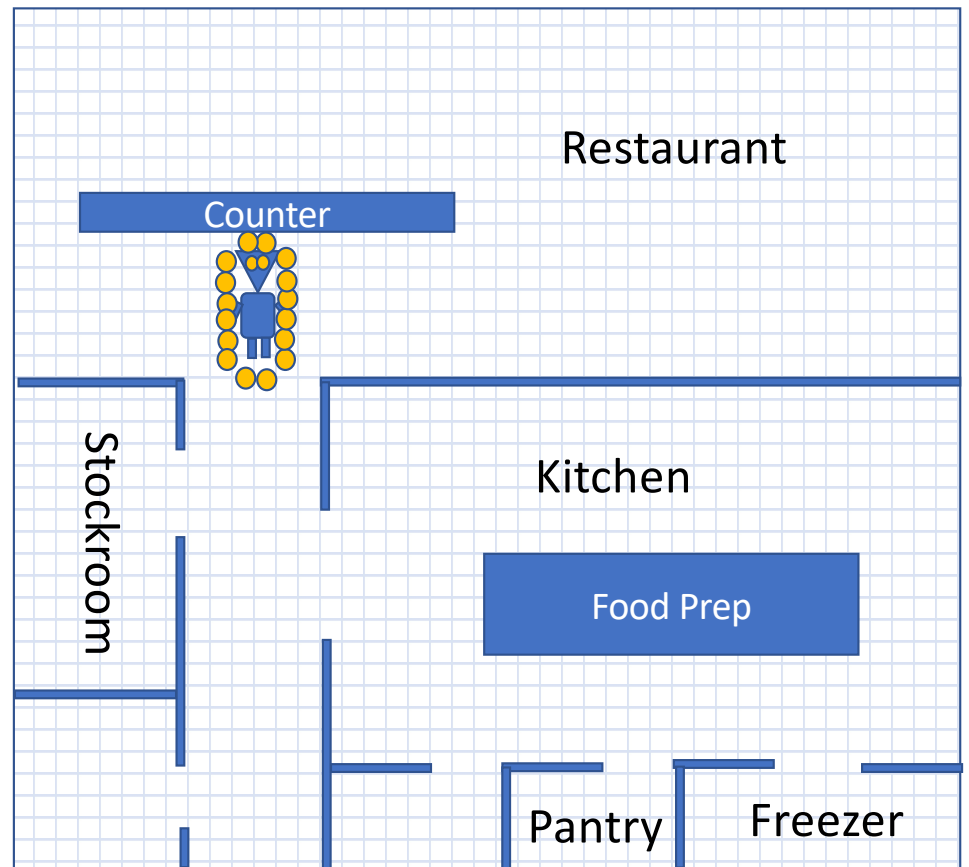 Restaurant
Counter
Stockroom
Kitchen
Food Prep
Pantry
Freezer